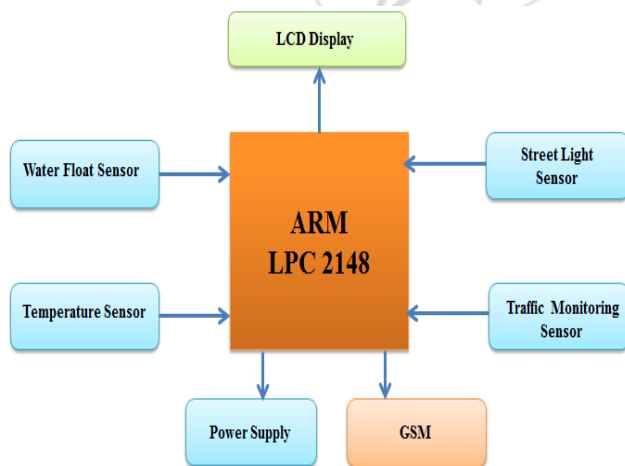 LCD Display
Water Float Sensor
Street Light
Sensor
ARM
LPC 2148
Temperature Sensor
Traffic Monitoring
Sensor
Power Supply
GSM